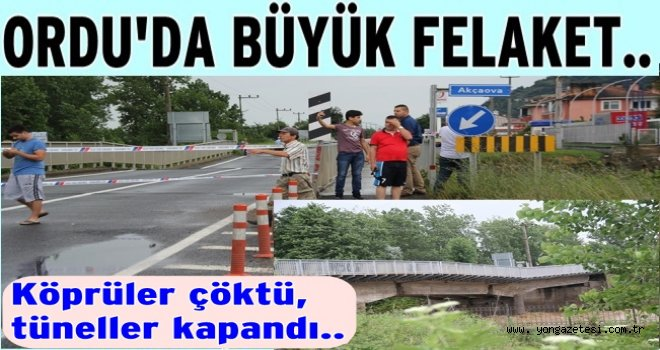 ORDU'DA BÜYÜK FELAKET..
Akçaova
Köprüler çöktü,
tüneller kapandı..
www.yongazetesi.com.tr